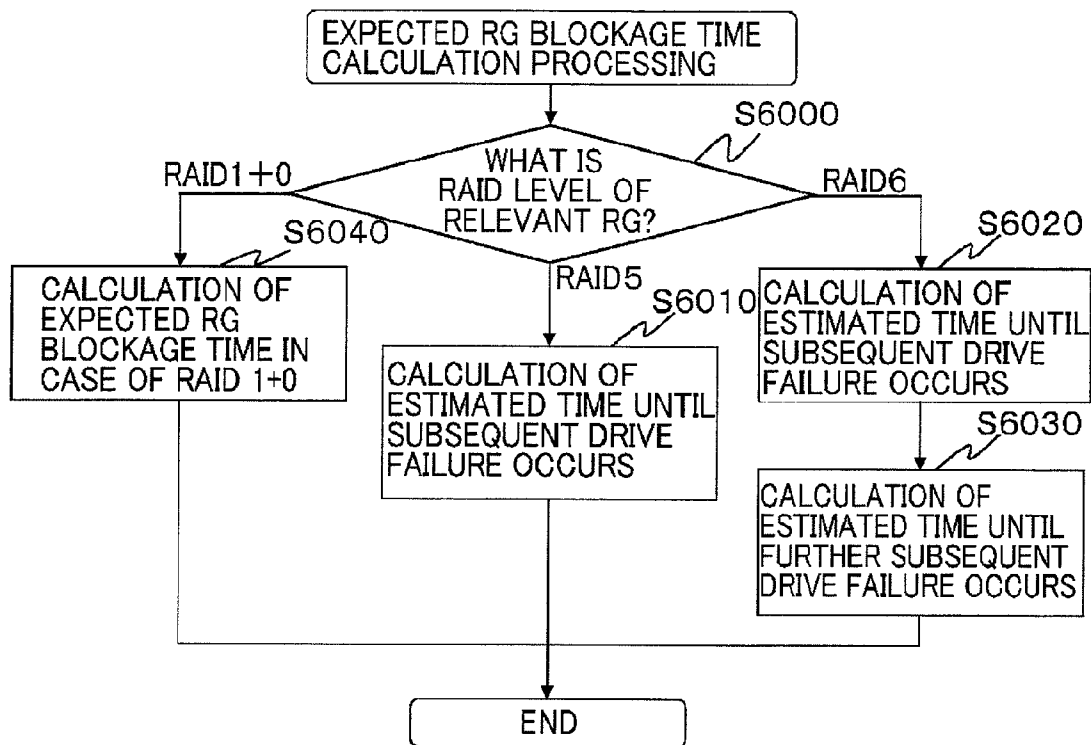 EXPECTED RG BLOCKAGE TIME
CALCULATION PROCESSING
S6000
WHAT IS
RAID LEVEL OF
RELEVANT RG?
RAID1+0
RAID6
RAID5
S6040
CALCULATION OF
EXPECTED RG
BLOCKAGE TIME IN
CASE OF RAID 1+0
S6010
CALCULATION OF
ESTIMATED TIME UNTIL
SUBSEQUENT DRIVE
FAILURE OCCURS
S6020
CALCULATION OF
ESTIMATED TIME UNTIL
SUBSEQUENT DRIVE
FAILURE OCCURS
S6030
CALCULATION OF
ESTIMATED TIME UNTIL
FURTHER SUBSEQUENT
DRIVE FAILURE OCCURS
END